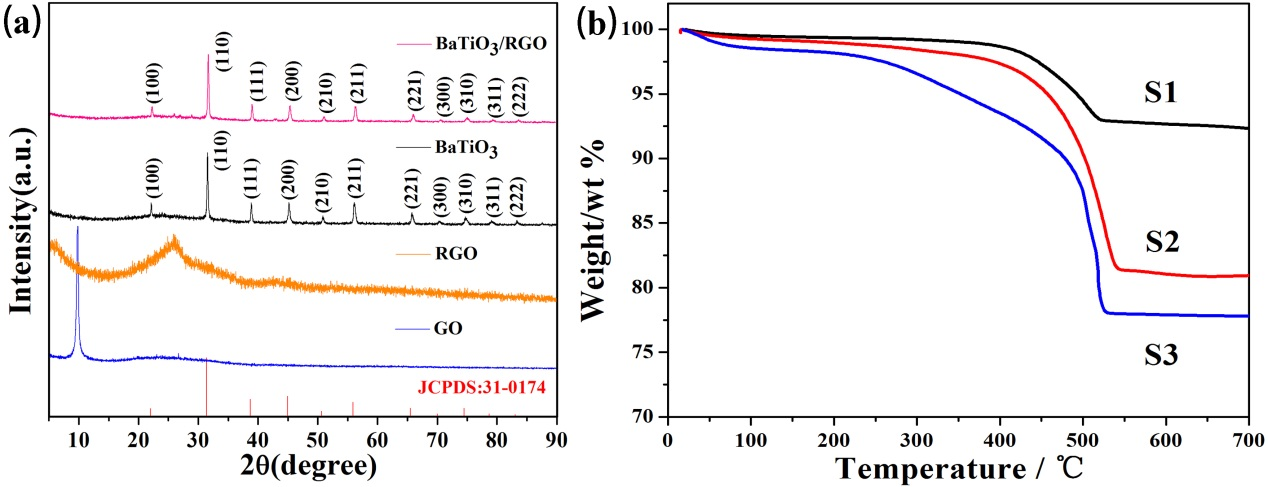 (a)
Intensity(a.u.)
BaTiO3/RGO
(100)
(110)
(111)
(200)
(210)
(211)
(221)
(300)
(310)
(311)
(222)
BaTiO3
(100)
(110)
(111)
(200)
(210)
(211)
(221)
(300)
(310)
(311)
(222)
RGO
GO
JCPDS:31-0174
10 20 30 40 50 60 70 80 90
2θ(degree)
(b)
Weight/wt %
100
95
90
85
80
75
70
S1
S2
S3
0 100 200 300 400 500 600 700
Temperature / ℃